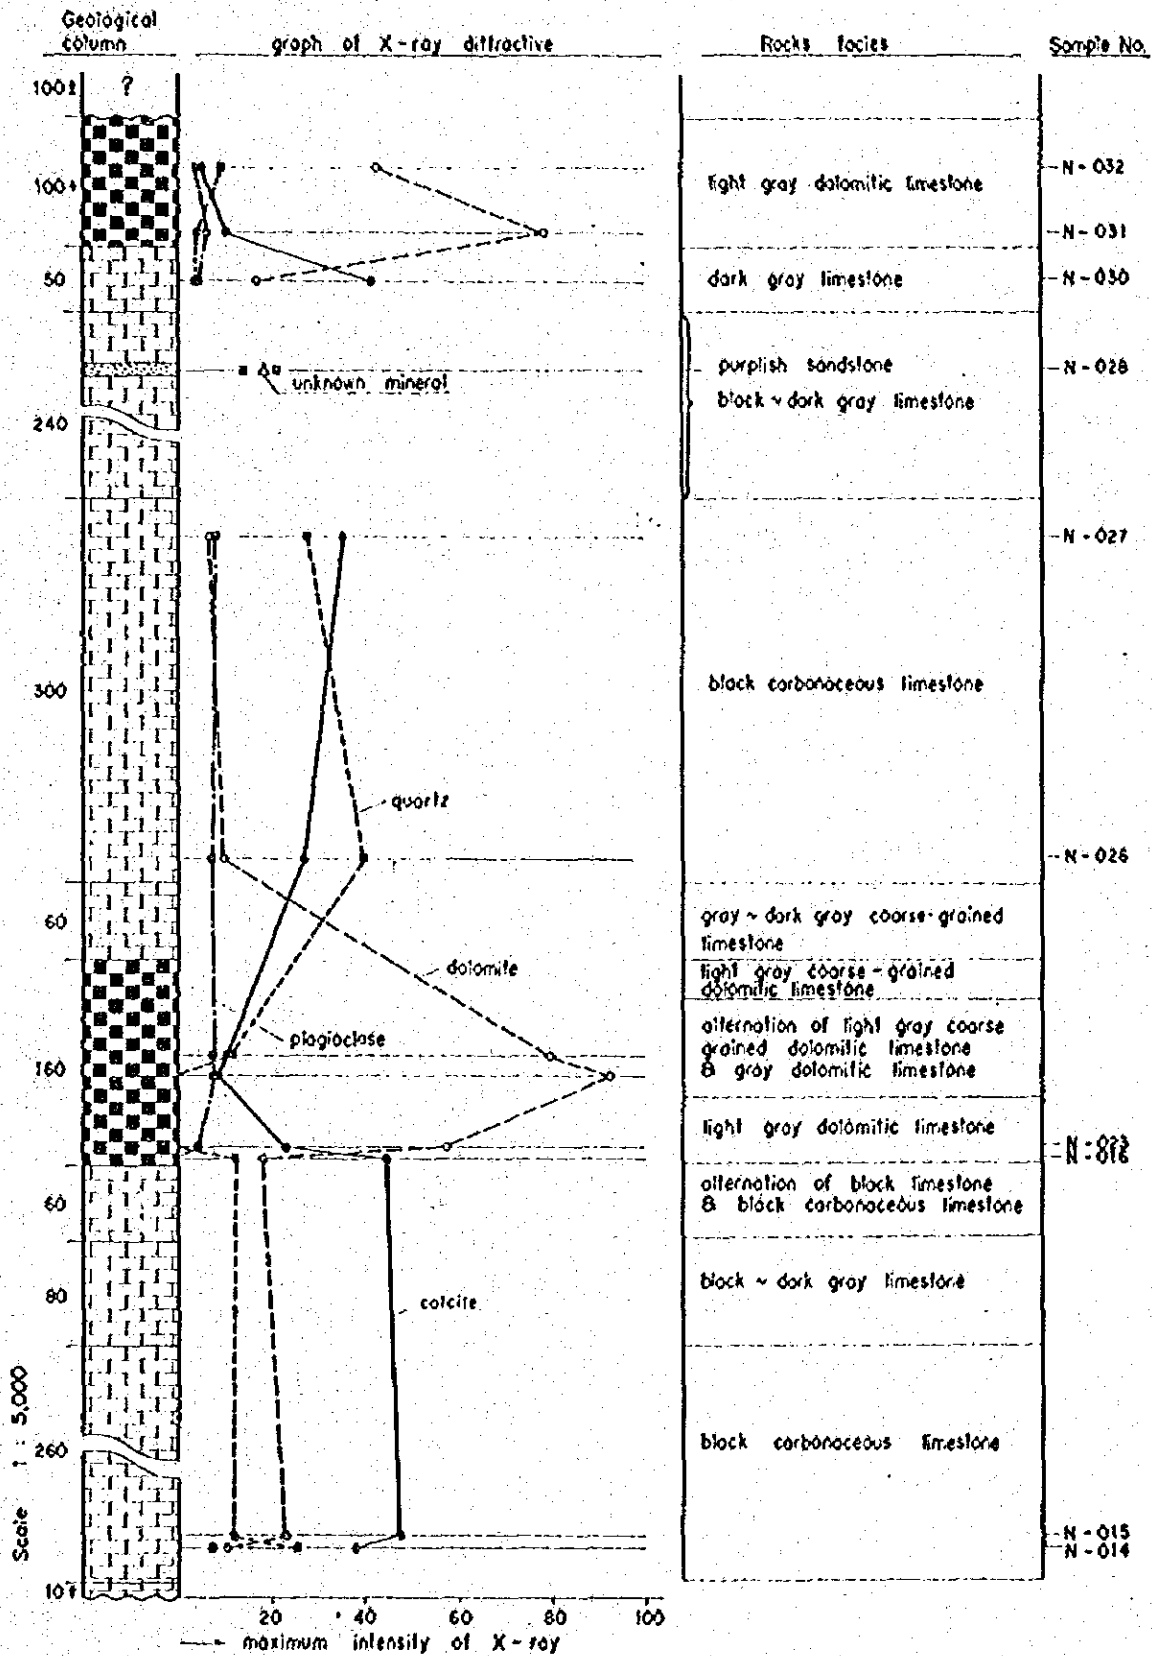 Geological
column
graph of X-ray diffractive
Rocks facies
Sample No.
100±
?
N-032
100+
light gray dolomitic limestone
N-031
50
dark gray limestone
N-030
purplish sandstone
N-028
unknown mineral
black ~ dark gray limestone
240
N-027
300
black carbonaceous limestone
quartz
N-026
60
gray ~ dark gray coarse-grained
limestone
dolomite
light gray coarse-grained
dolomitic limestone
plagioclase
alternation of light gray coarse
grained dolomitic limestone
& gray dolomitic limestone
160
light gray dolomitic limestone
N-023
N-016
60
alternation of black limestone
& black carbonaceous limestone
80
black ~ dark gray limestone
calcite
Scale 1 : 5,000
260
black carbonaceous limestone
N-015
N-014
10+
20 40 60 80 100
maximum intensity of X-ray